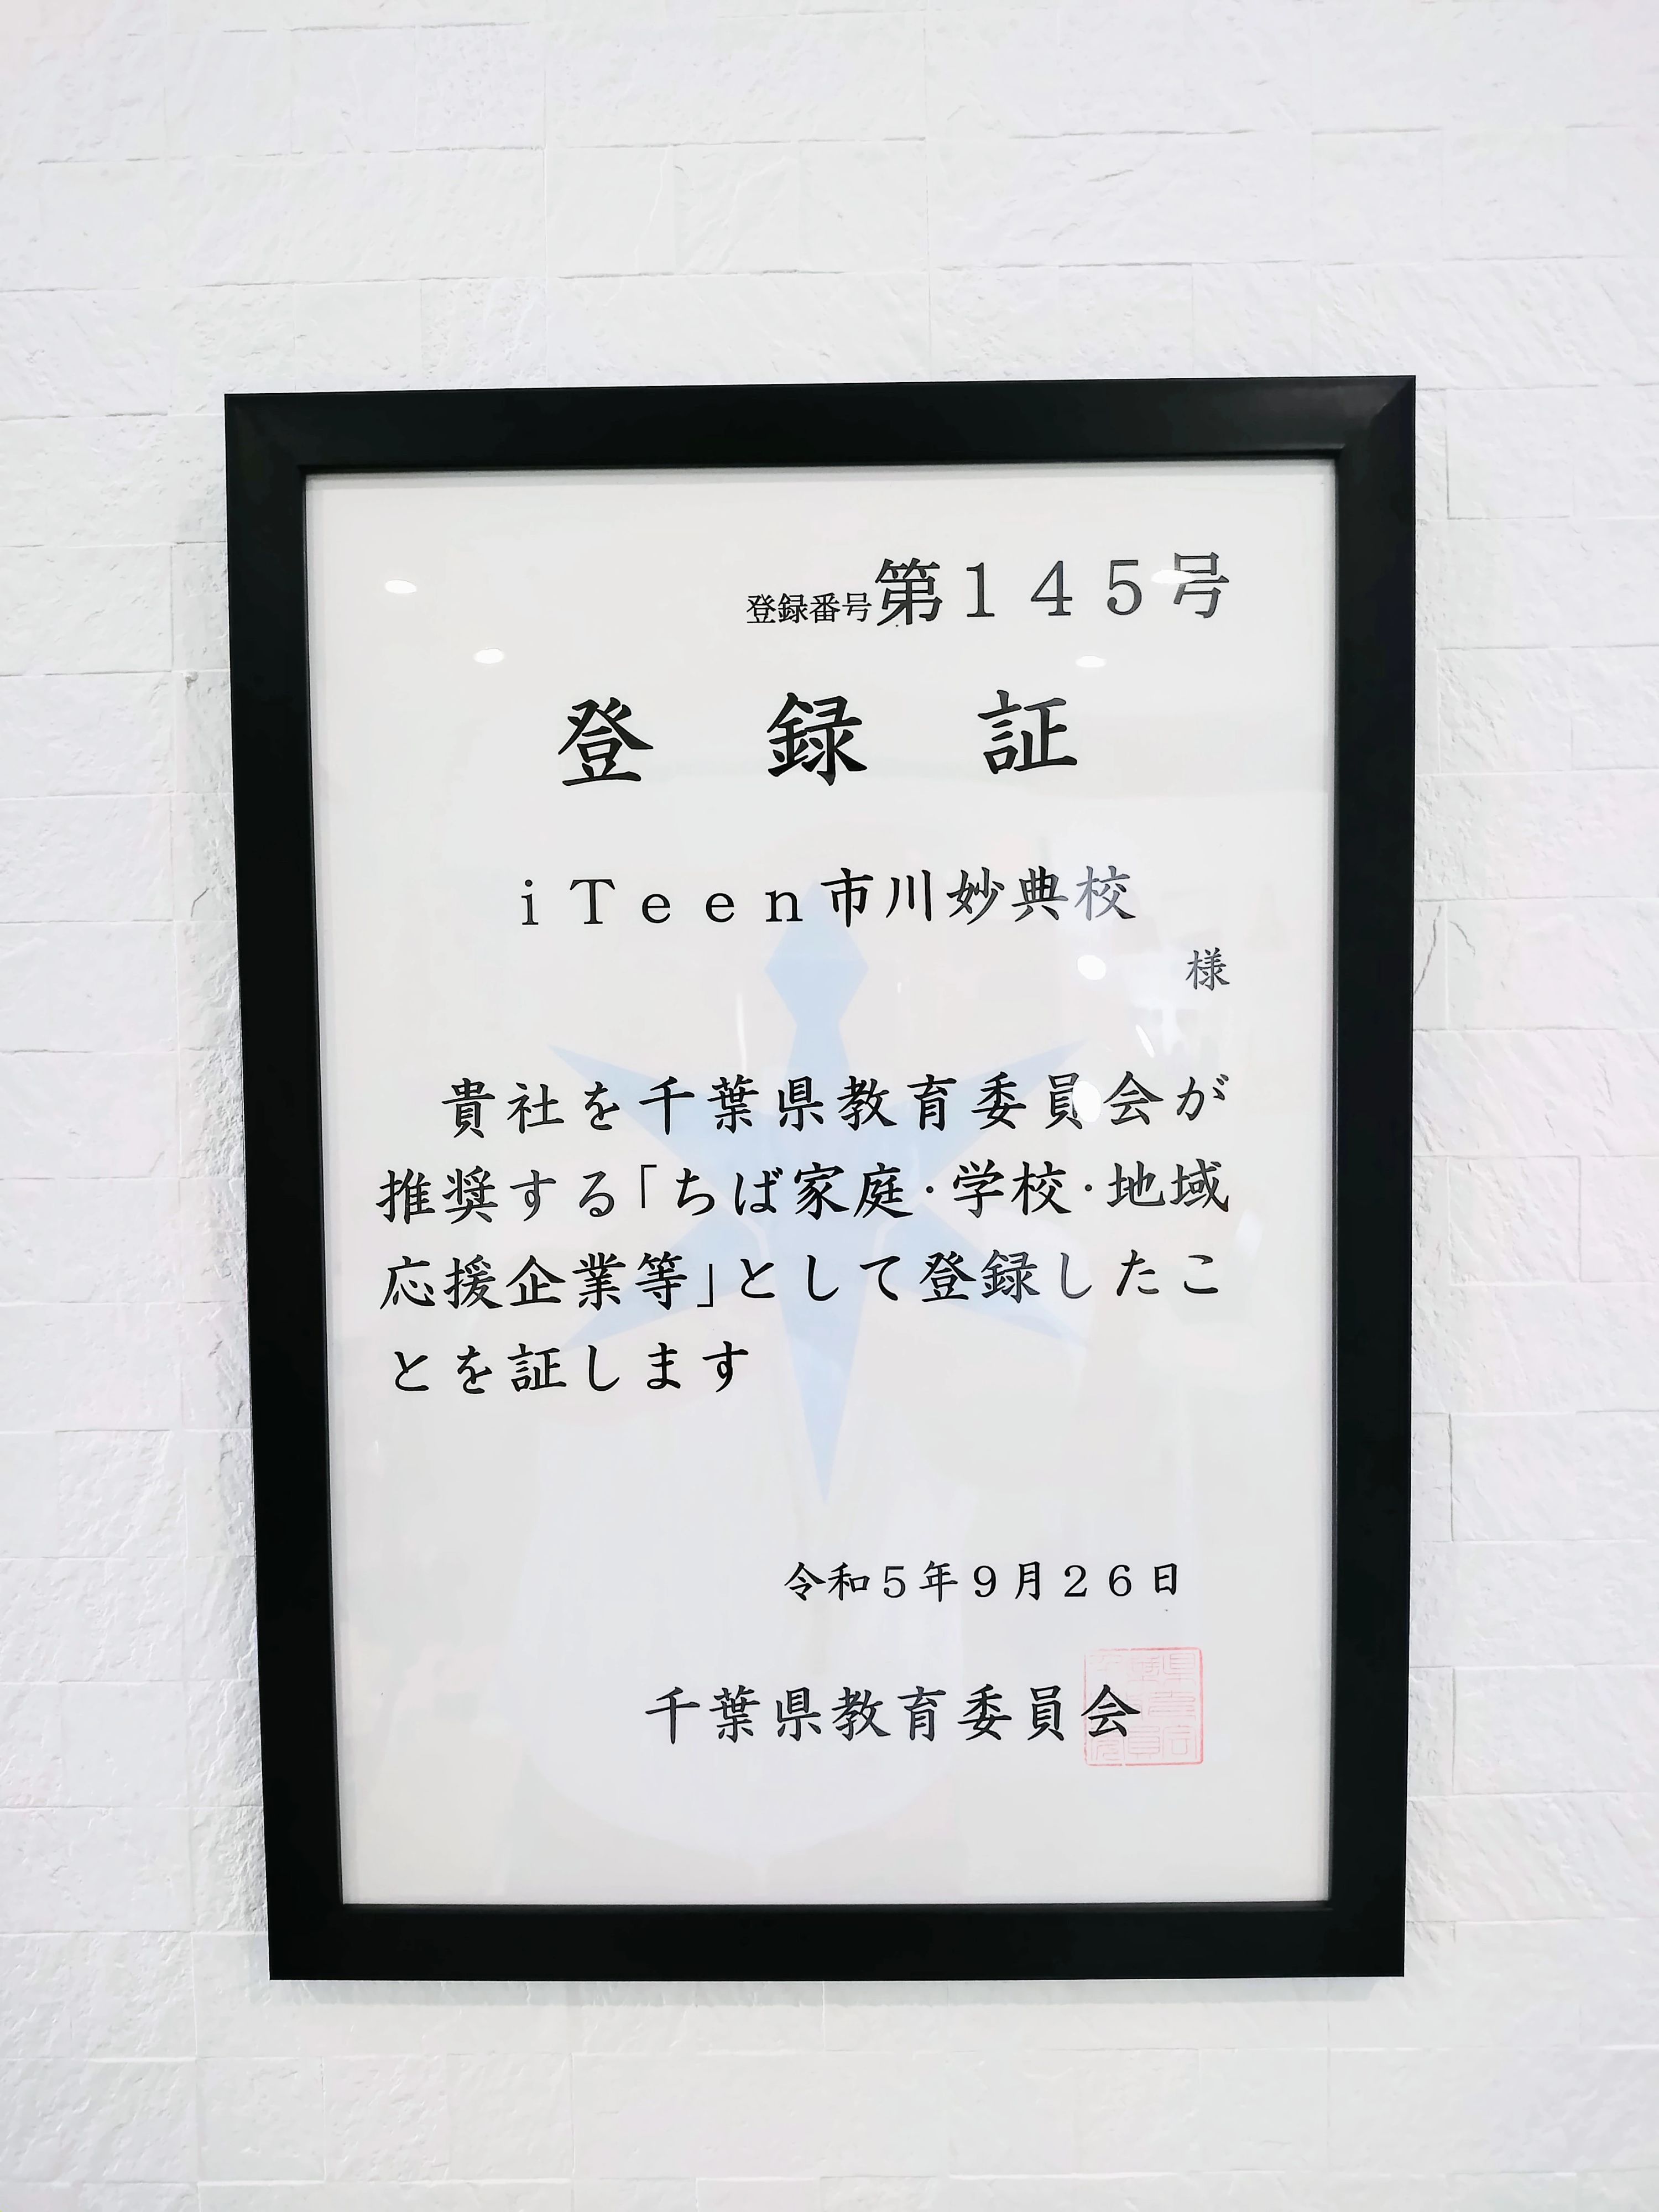 登録番号第１４５号
登録証
ｉＴｅｅｎ市川妙典校
様
貴社を千葉県教育委員会が
推奨する「ちば家庭・学校・地域
応援企業等」として登録したこ
とを証します
令和５年９月２６日
千葉県教育委員会